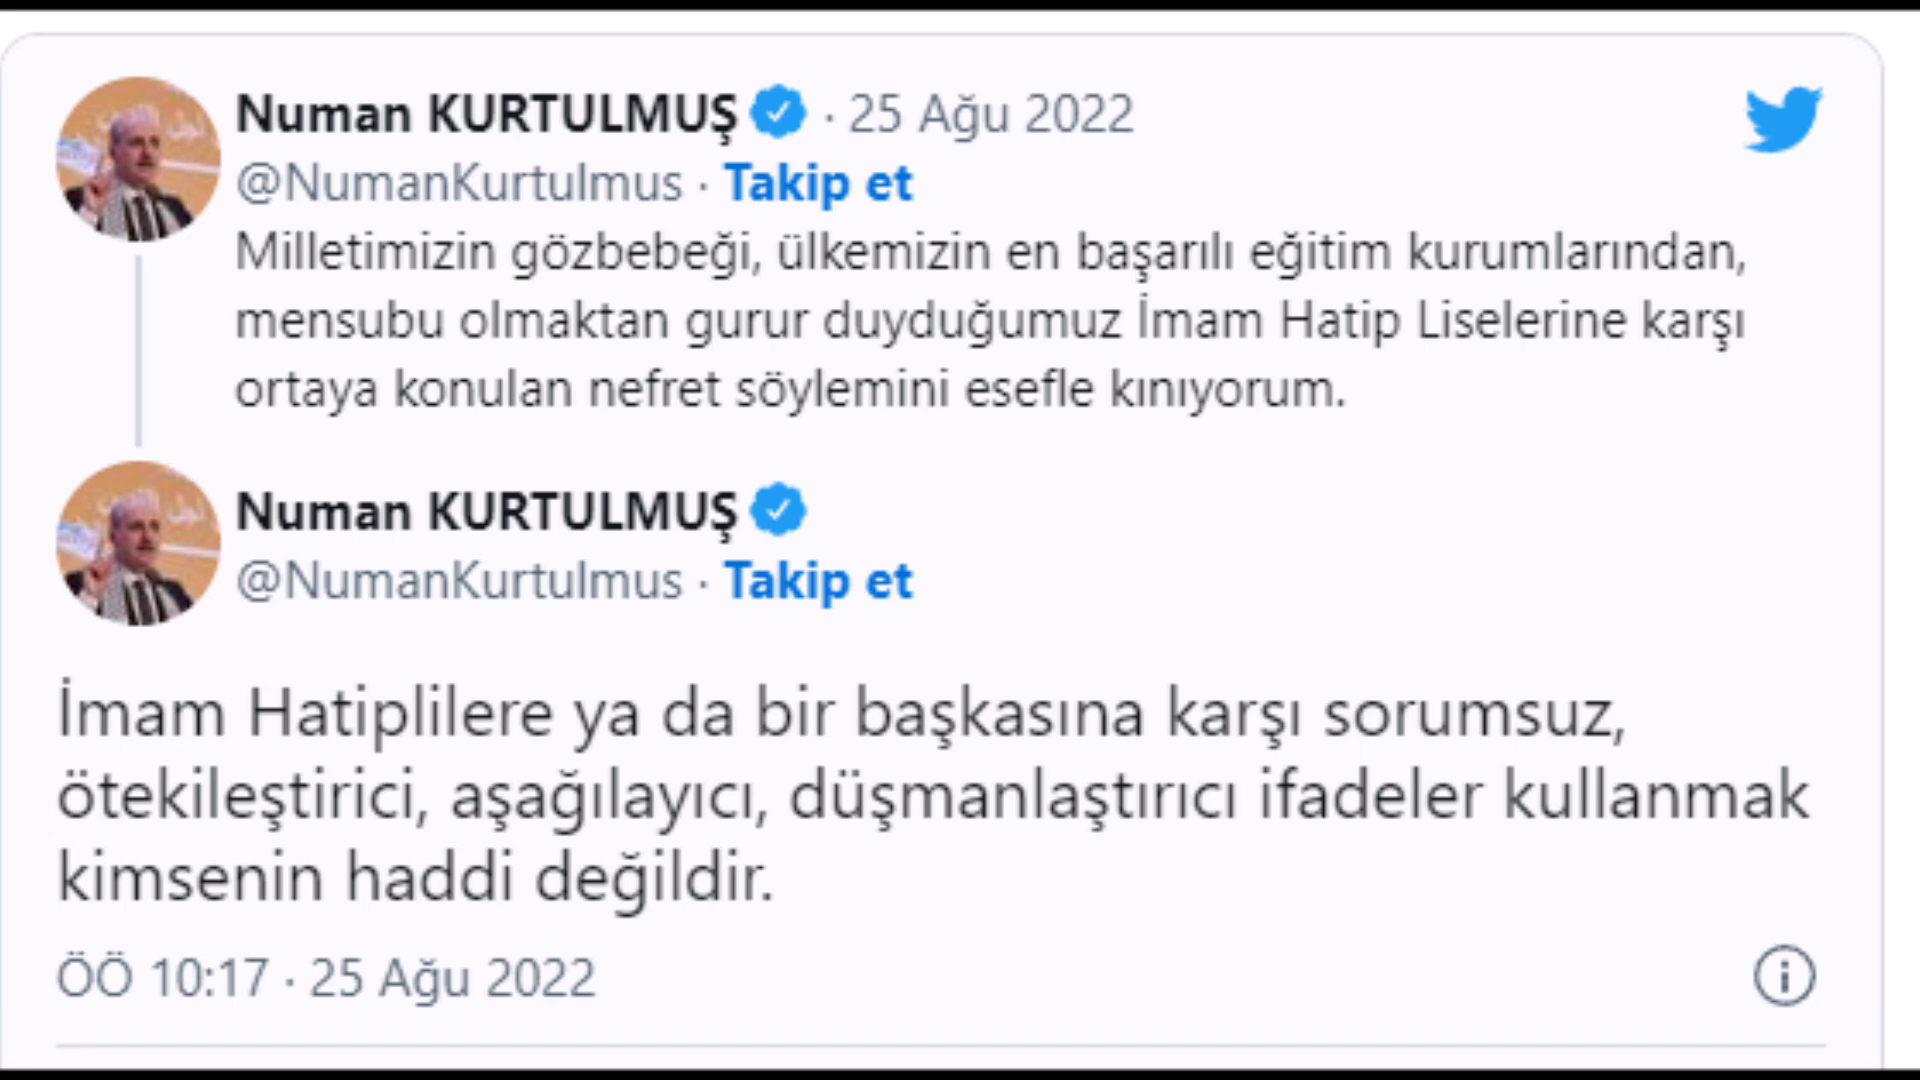 Numan KURTULMUŞ · 25 Ağu 2022
@NumanKurtulmus · Takip et
Milletimizin gözbebeği, ülkemizin en başarılı eğitim kurumlarından,
mensubu olmaktan gurur duyduğumuz İmam Hatip Liselerine karşı
ortaya konulan nefret söylemini esefle kınıyorum.
Numan KURTULMUŞ
@NumanKurtulmus · Takip et
İmam Hatiplilere ya da bir başkasına karşı sorumsuz,
ötekileştirici, aşağılayıcı, düşmanlaştırıcı ifadeler kullanmak
kimsenin haddi değildir.
ÖÖ 10:17 · 25 Ağu 2022